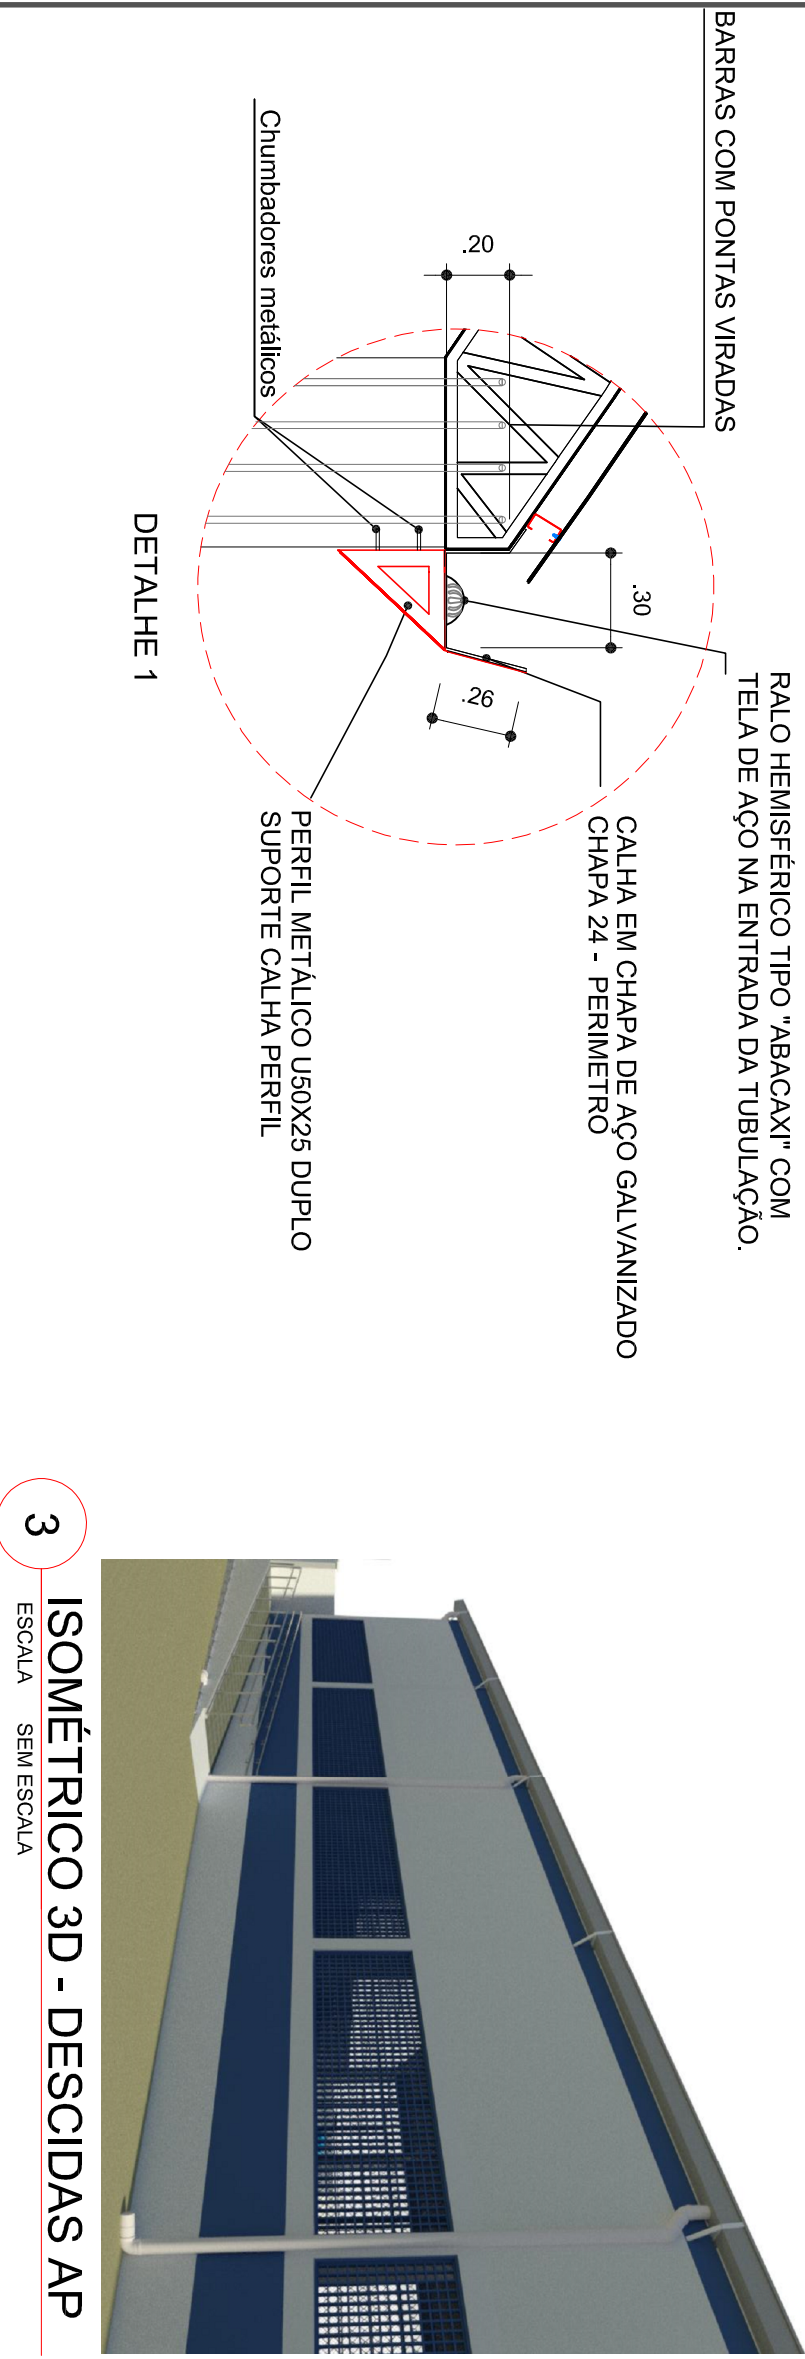 BARRAS COM PONTAS VIRADAS
RALO HEMISFÉRICO TIPO "ABACAXI" COM
TELA DE AÇO NA ENTRADA DA TUBULAÇÃO.
CALHA EM CHAPA DE AÇO GALVANIZADO
CHAPA 24 - PERIMETRO
.20
.30
.26
Chumbadores metálicos
PERFIL METÁLICO U50X25 DUPLO
SUPORTE CALHA PERFIL
DETALHE 1
3
ISOMÉTRICO 3D - DESCIDAS AP
ESCALA SEM ESCALA